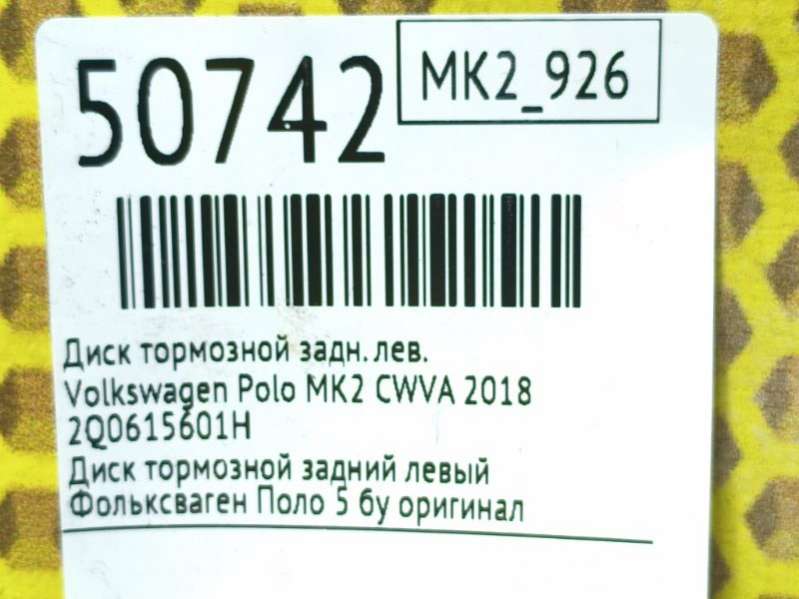 50742
MK2_926
Диск тормозной задн. лев.
Volkswagen Polo MK2 CWVA 2018
2Q0615601H
Диск тормозной задний левый
Фольксваген Поло 5 бу оригинал